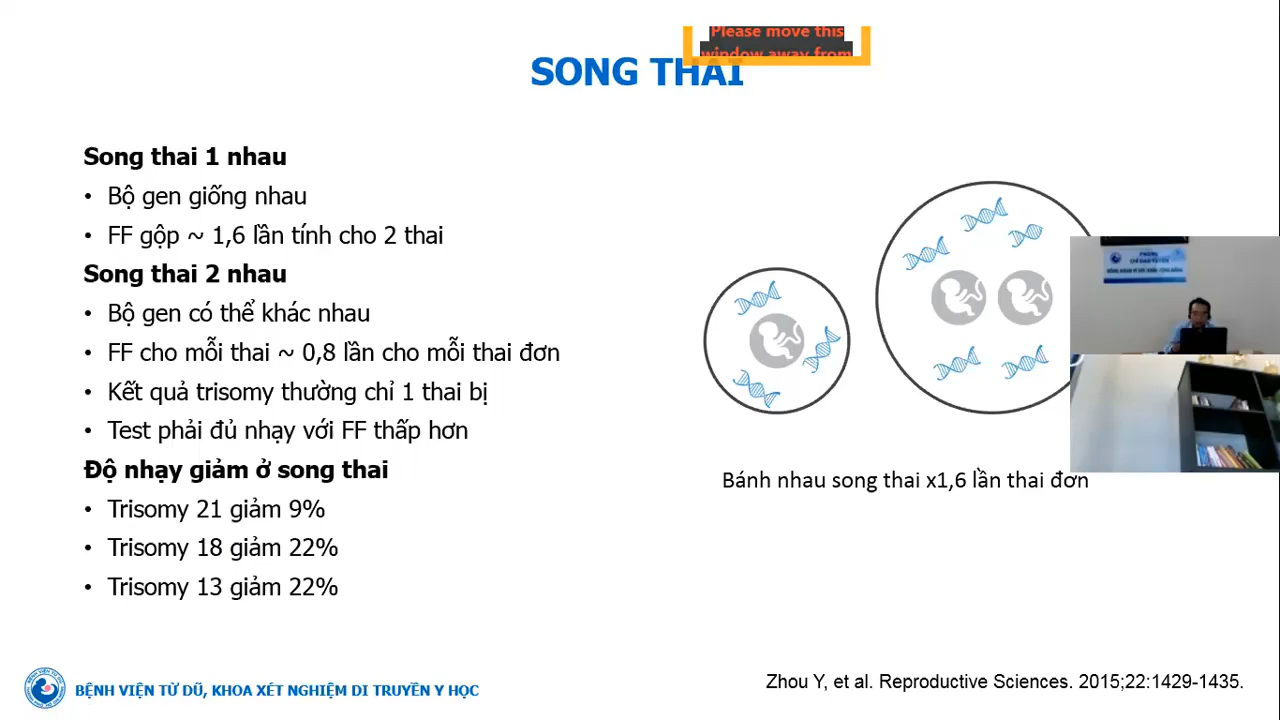 Please move this
window away from
SONG THAI
Song thai 1 nhau
• Bộ gen giống nhau
• FF gộp ~ 1,6 lần tính cho 2 thai
Song thai 2 nhau
• Bộ gen có thể khác nhau
• FF cho mỗi thai ~ 0,8 lần cho mỗi thai đơn
• Kết quả trisomy thường chỉ 1 thai bị
• Test phải đủ nhạy với FF thấp hơn
Độ nhạy giảm ở song thai
• Trisomy 21 giảm 9%
• Trisomy 18 giảm 22%
• Trisomy 13 giảm 22%
Bánh nhau song thai x1,6 lần thai đơn
BỆNH VIỆN TỪ DŨ, KHOA XÉT NGHIỆM DI TRUYỀN Y HỌC
Zhou Y, et al. Reproductive Sciences. 2015;22:1429-1435.